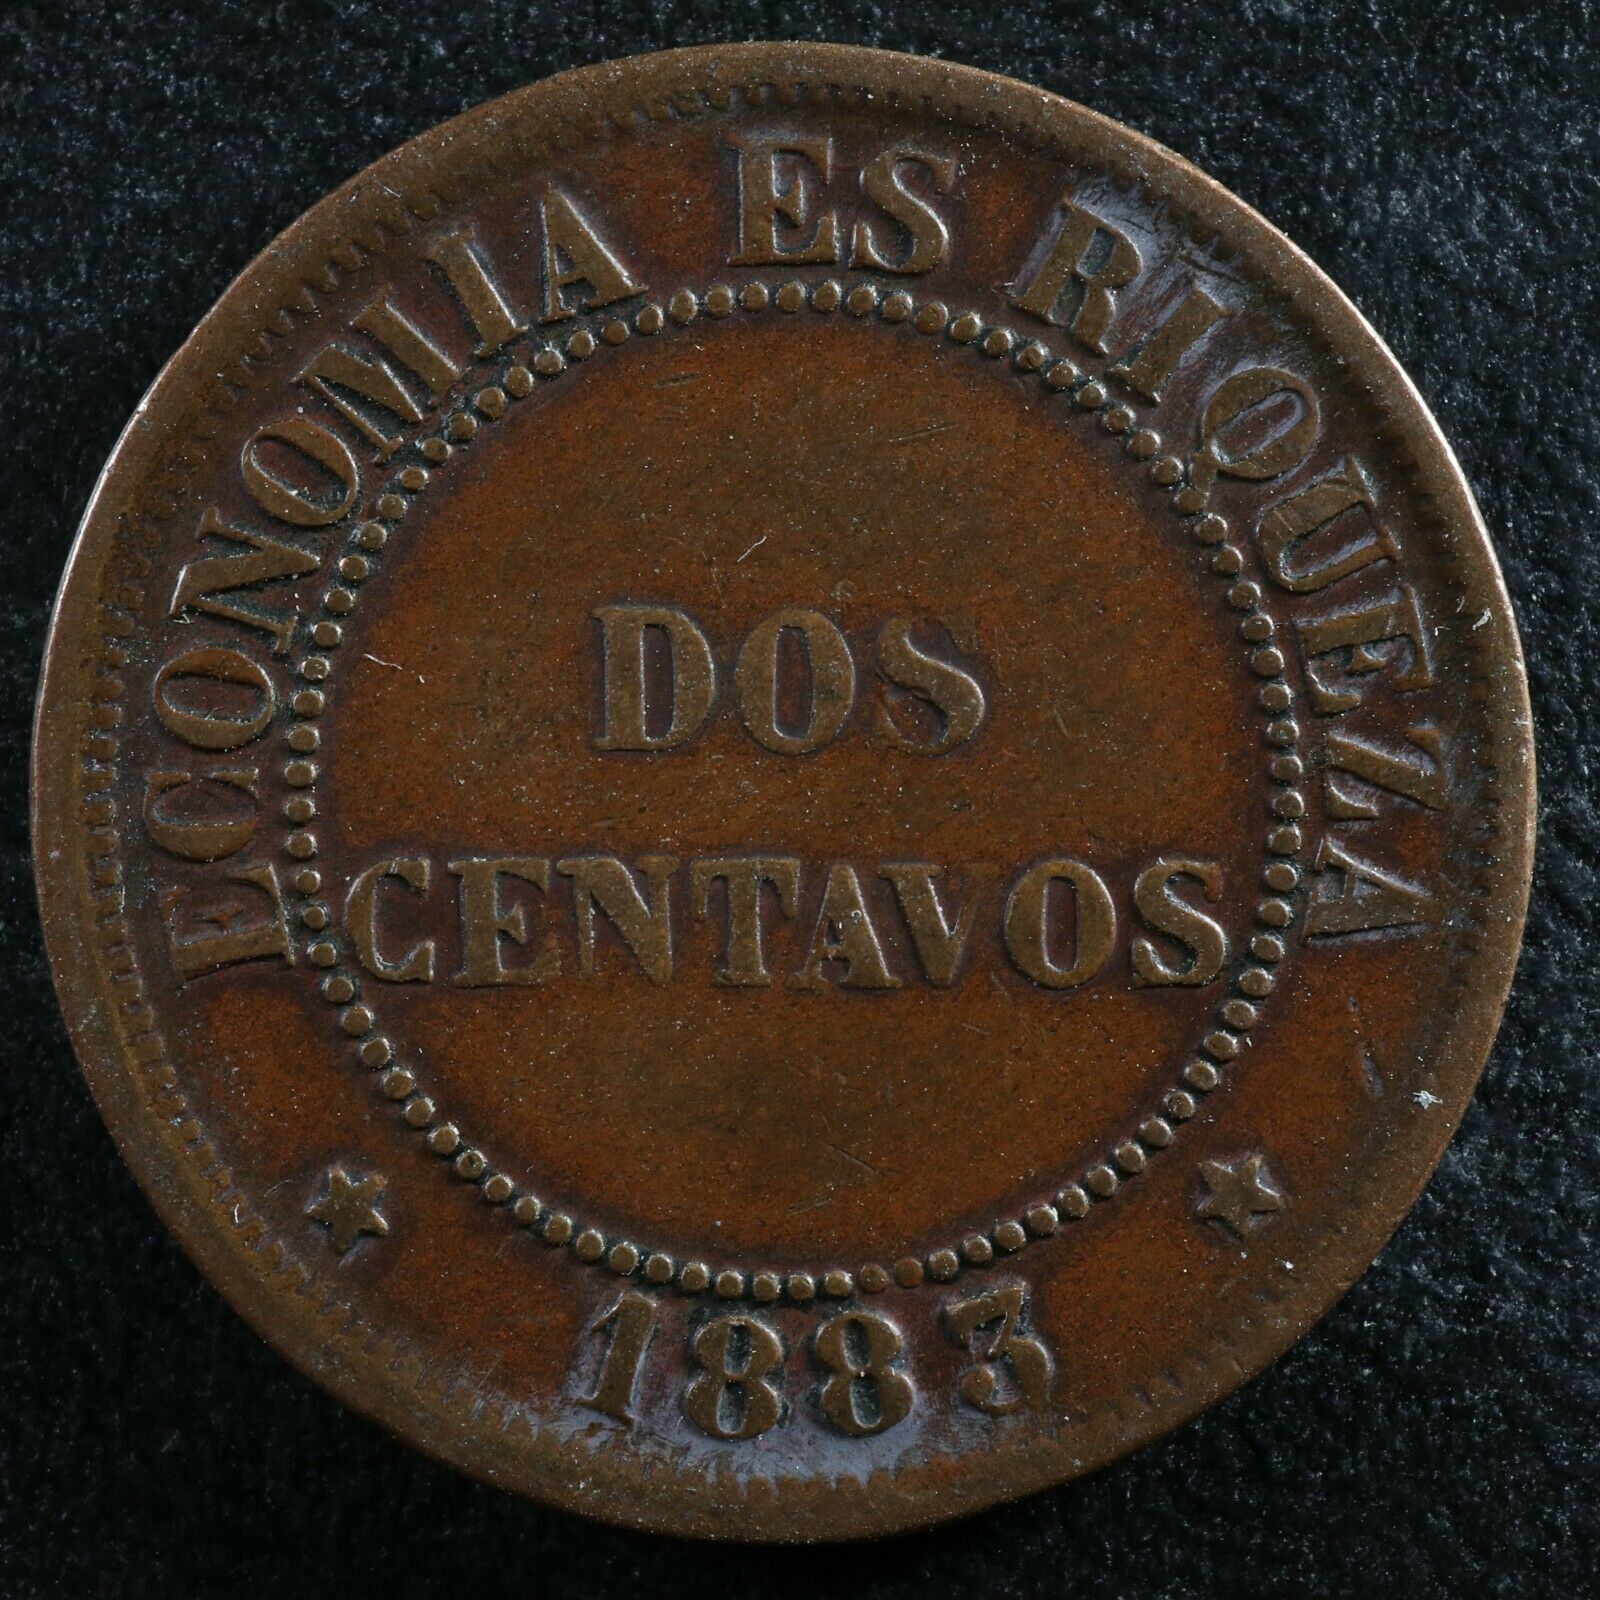 ECONOMIA ES RIQUEZA
DOS
CENTAVOS
1883